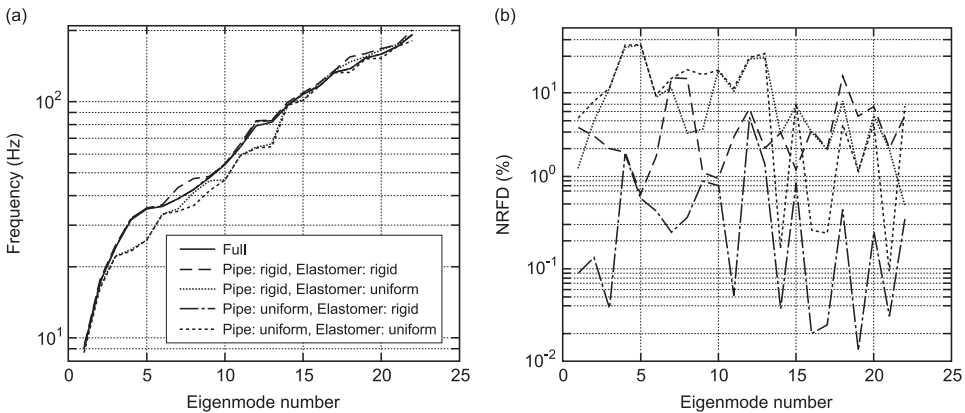 (a)
Frequency (Hz)
10^2
10^1
0 5 10 15 20 25
Eigenmode number
Full
Pipe: rigid, Elastomer: rigid
Pipe: rigid, Elastomer: uniform
Pipe: uniform, Elastomer: rigid
Pipe: uniform, Elastomer: uniform
(b)
NRFD (%)
10^1
10^0
10^-1
10^-2
0 5 10 15 20 25
Eigenmode number